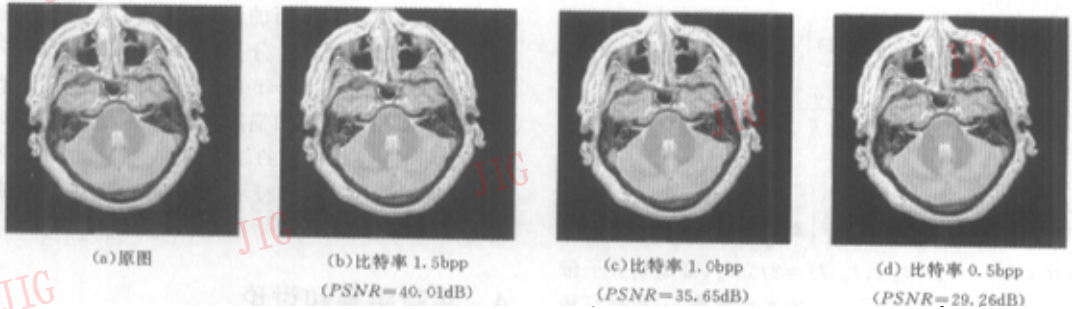 (a)原图
(b)比特率 1.5bpp
(PSNR=40.01dB)
(c)比特率 1.0bpp
(PSNR=35.65dB)
(d) 比特率 0.5bpp
(PSNR=29.26dB)
JIG
JIG
JIG
JIG
JIG